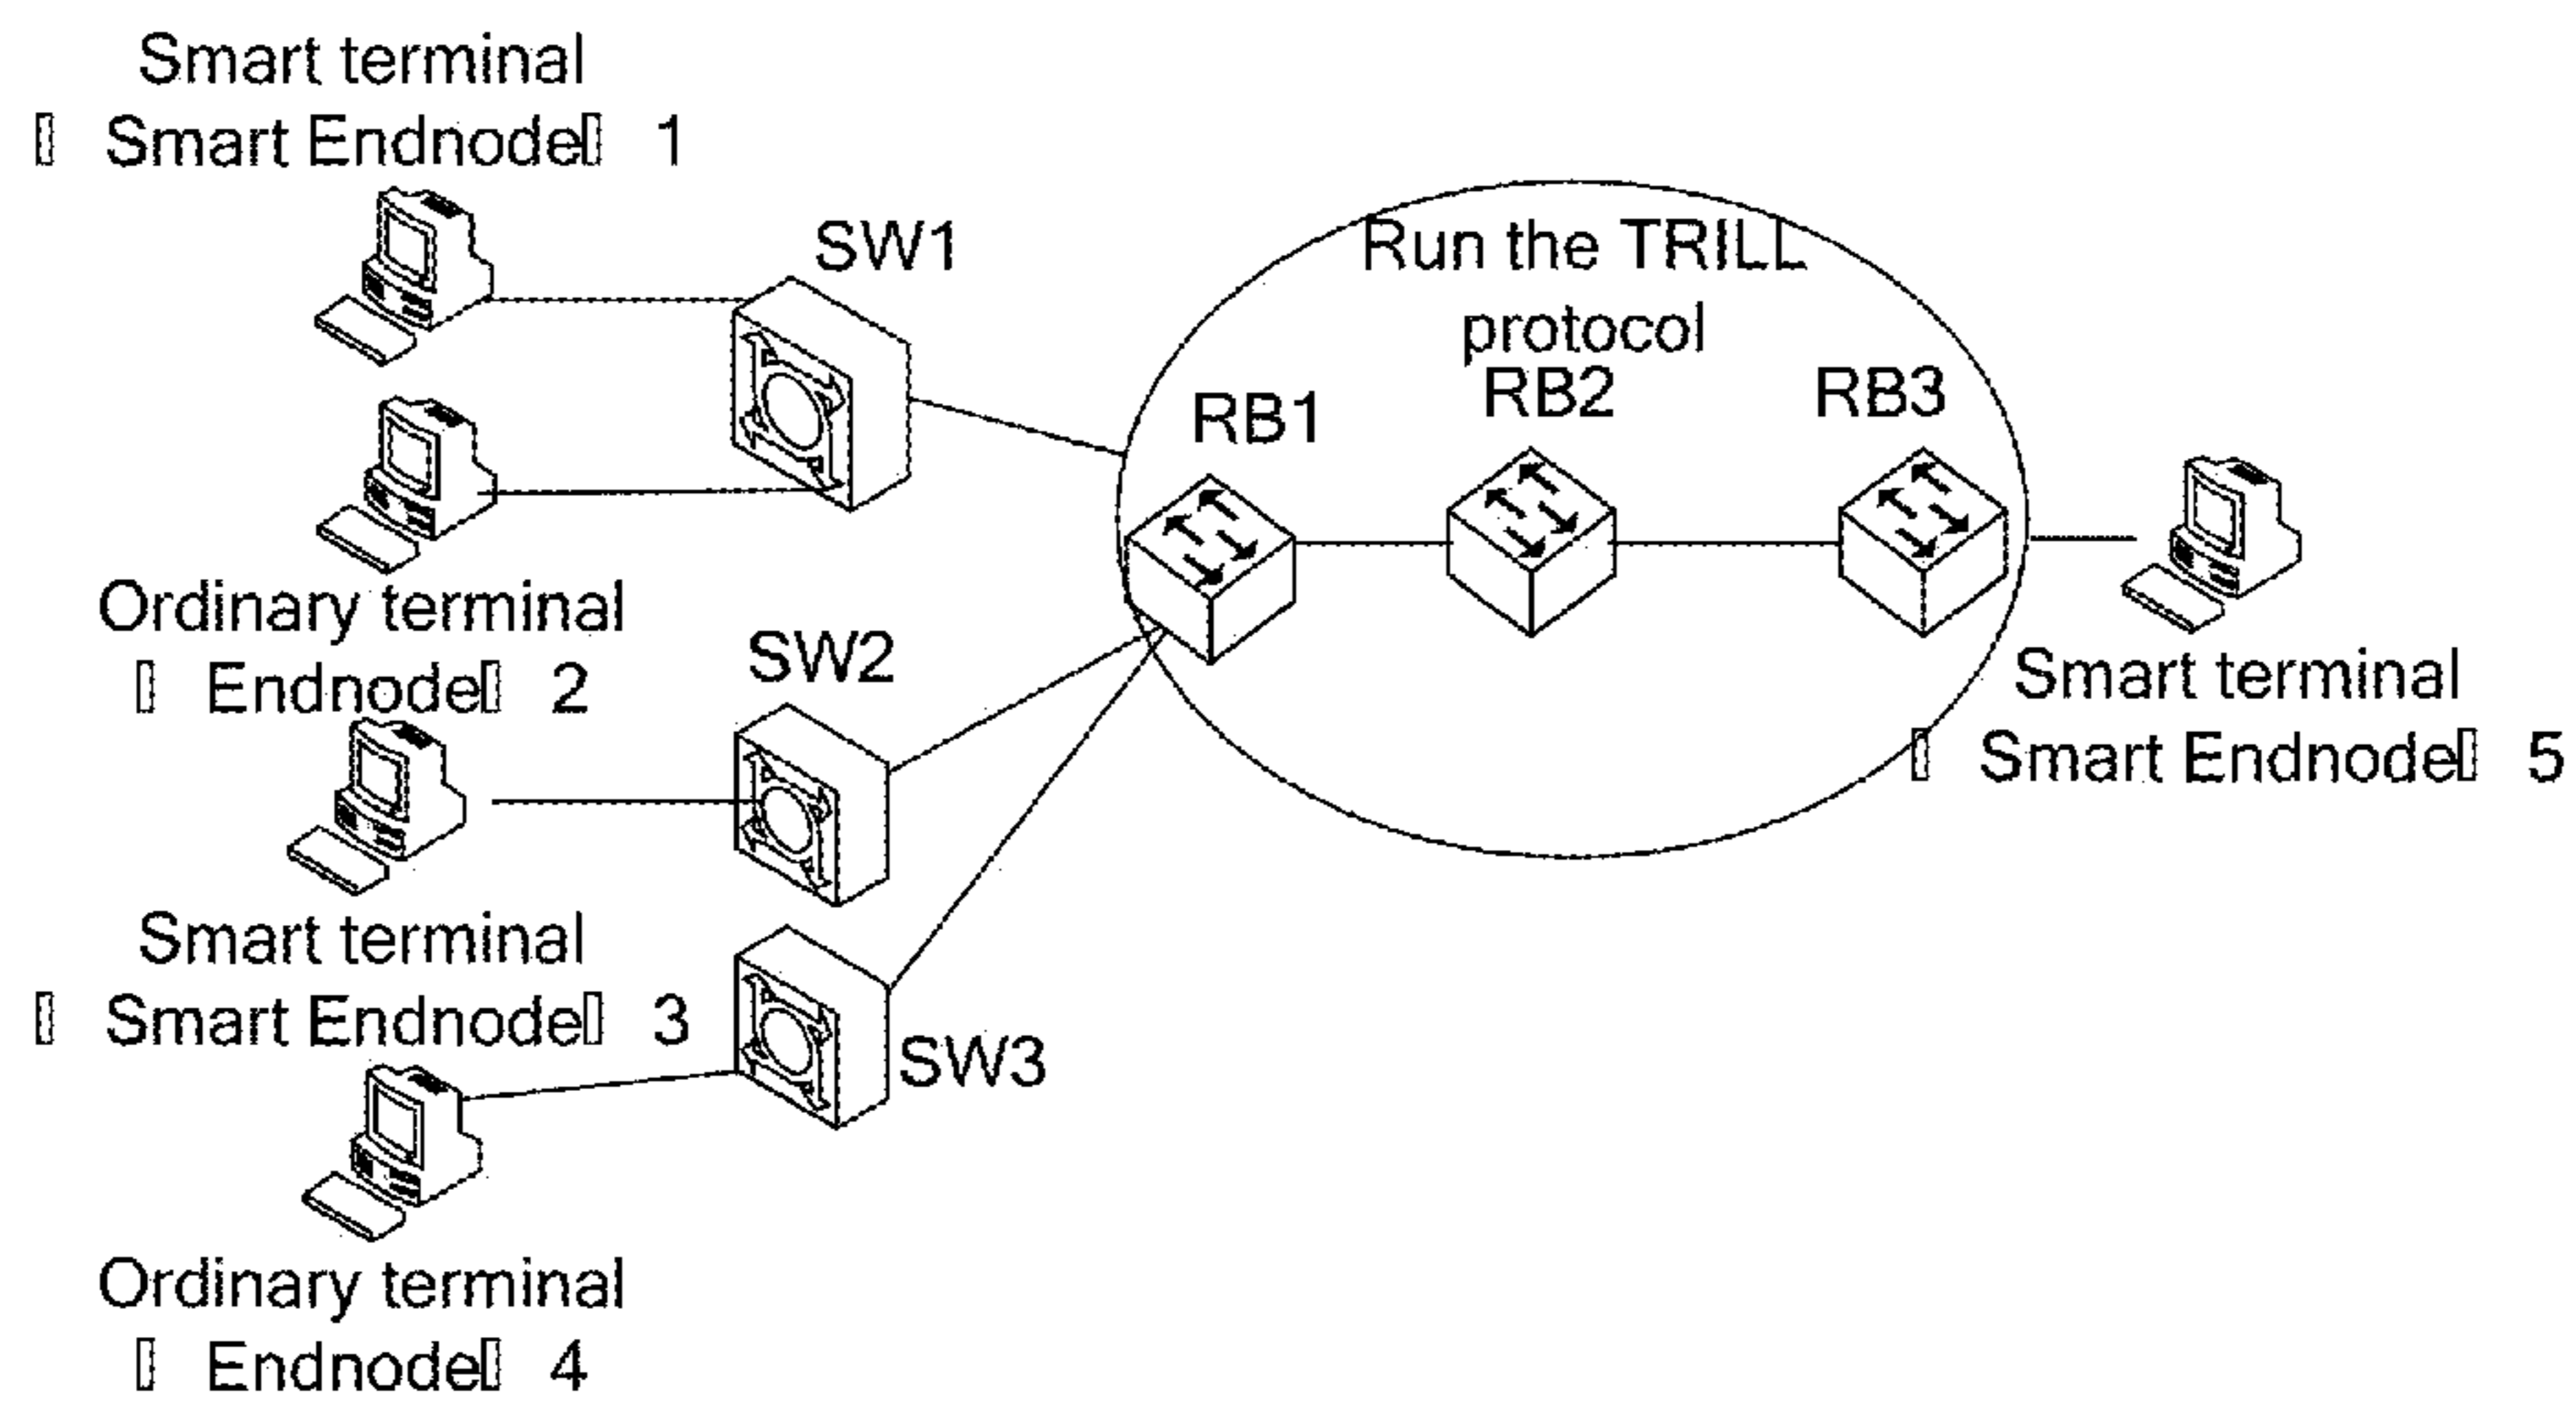 Smart terminal
▯ Smart Endnode▯ 1
SW1
Run the TRILL
protocol
RB1
RB2
RB3
Ordinary terminal
▯ Endnode▯ 2
SW2
Smart terminal
▯ Smart Endnode▯ 5
Smart terminal
▯ Smart Endnode▯ 3
SW3
Ordinary terminal
▯ Endnode▯ 4